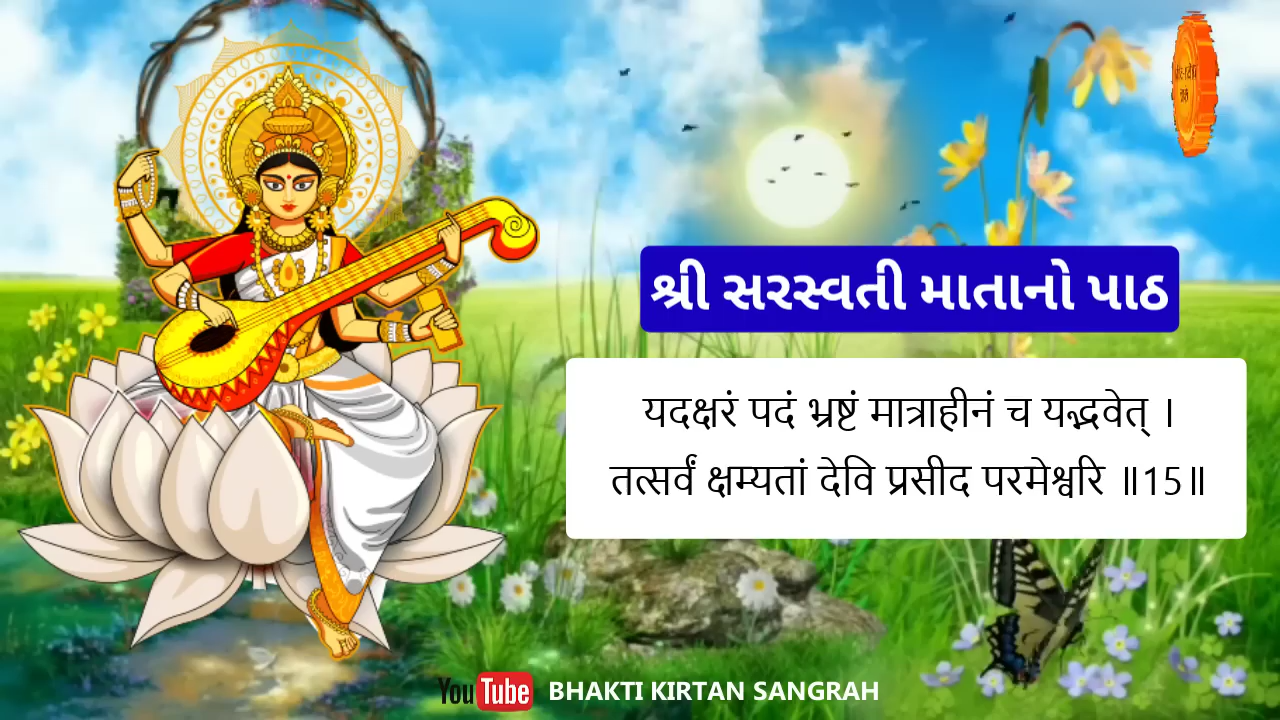 શ્રી સરસ્વતી માતાનો પાઠ
यदक्षरं पदं भ्रष्टं मात्राहीनं च यद्भवेत् ।
तत्सर्वं क्षम्यतां देवि प्रसीद परमेश्वरि ॥15॥
YouTube BHAKTI KIRTAN SANGRAH